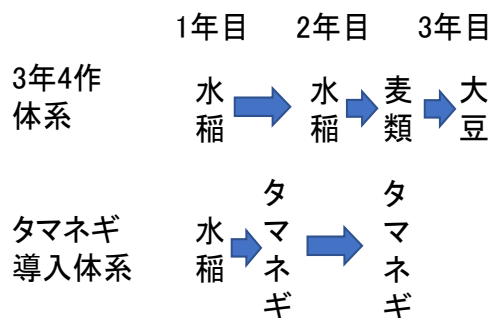 1年目 2年目 3年目
3年4作
体系
水稲 水稲 麦類 大豆
タマネギ
導入体系
水稲 タマネギ タマネギ